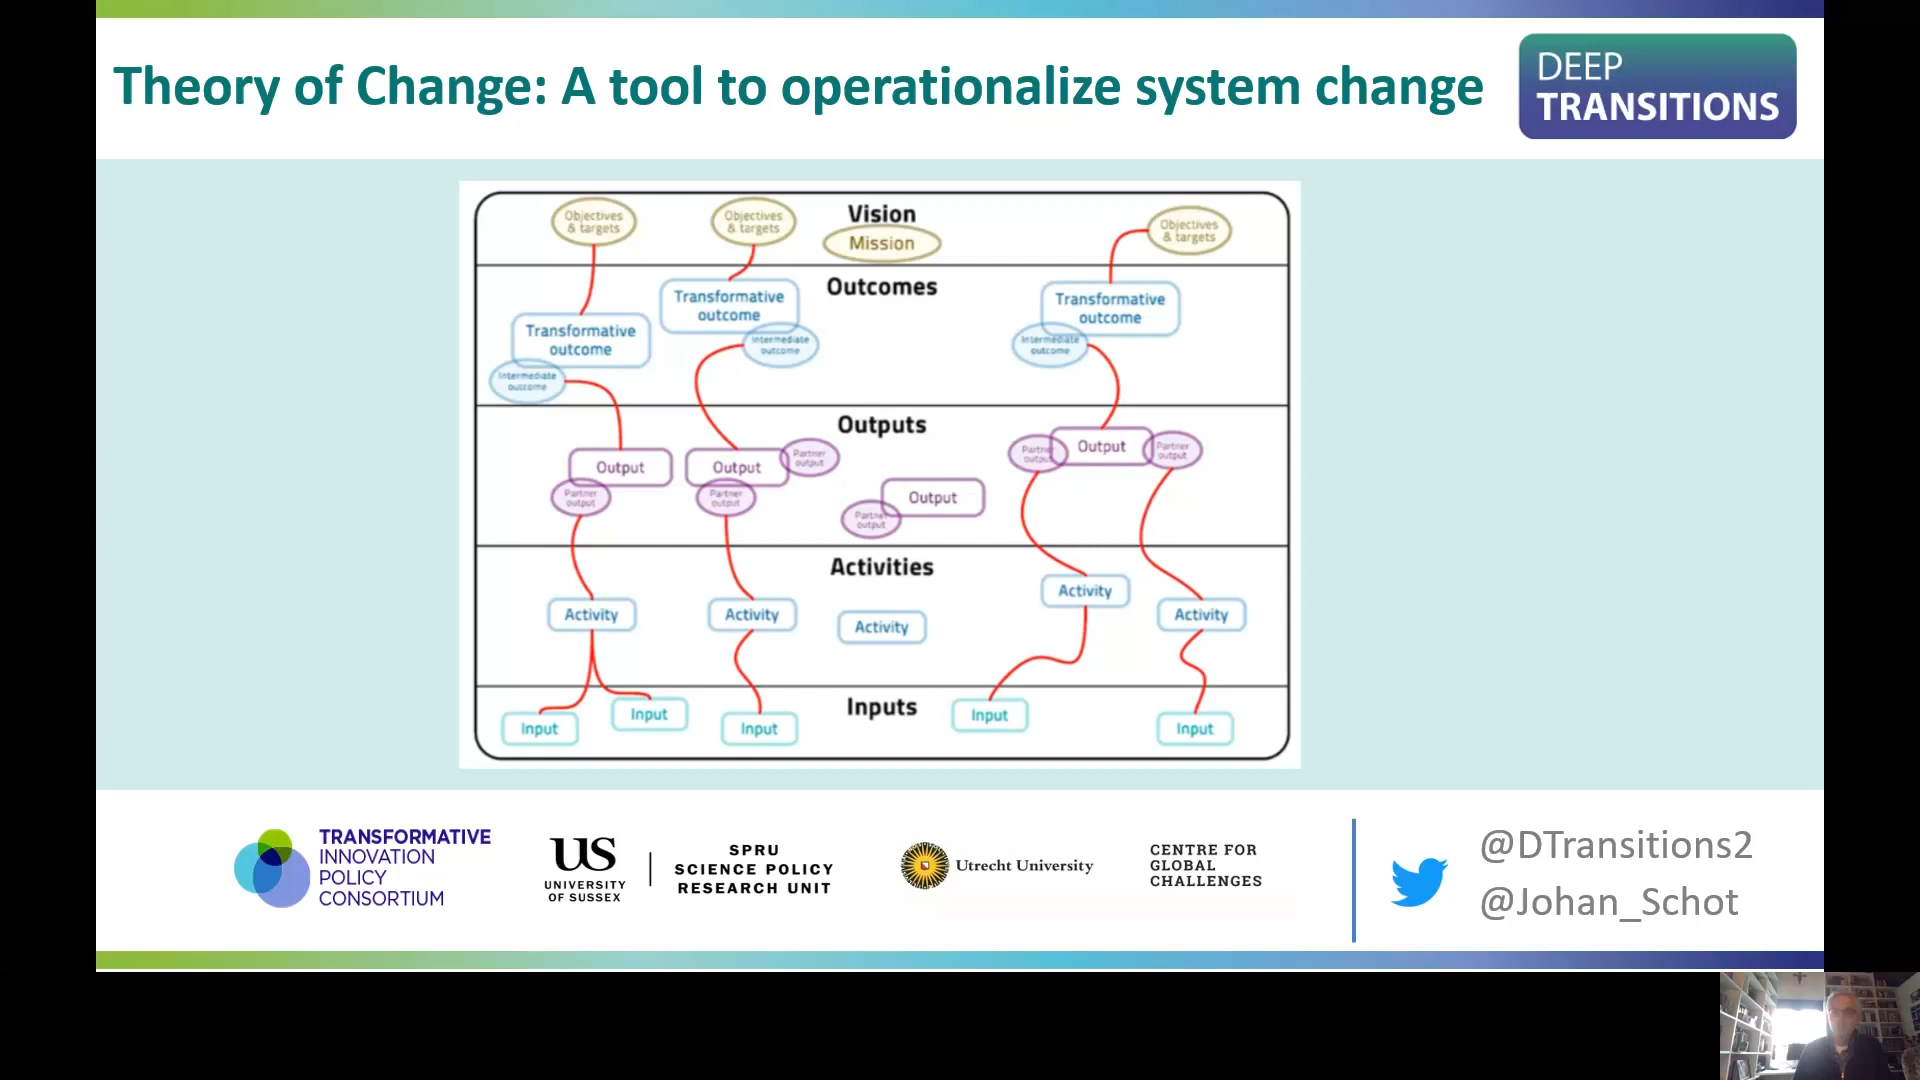 Theory of Change: A tool to operationalize system change
DEEP
TRANSITIONS
Vision
Mission
Objectives
& targets
Objectives
& targets
Objectives
& targets
Outcomes
Transformative
outcome
Intermediate
outcome
Transformative
outcome
Intermediate
outcome
Transformative
outcome
Intermediate
outcome
Outputs
Output
Partner
output
Output
Partner
output
Partner
output
Output
Partner
output
Output
Partner
output
Partner
output
Activities
Activity
Activity
Activity
Activity
Activity
Inputs
Input
Input
Input
Input
Input
TRANSFORMATIVE
INNOVATION
POLICY
CONSORTIUM
US
UNIVERSITY
OF SUSSEX
SPRU
SCIENCE POLICY
RESEARCH UNIT
Utrecht University
CENTRE FOR
GLOBAL
CHALLENGES
@DTransitions2
@Johan_Schot